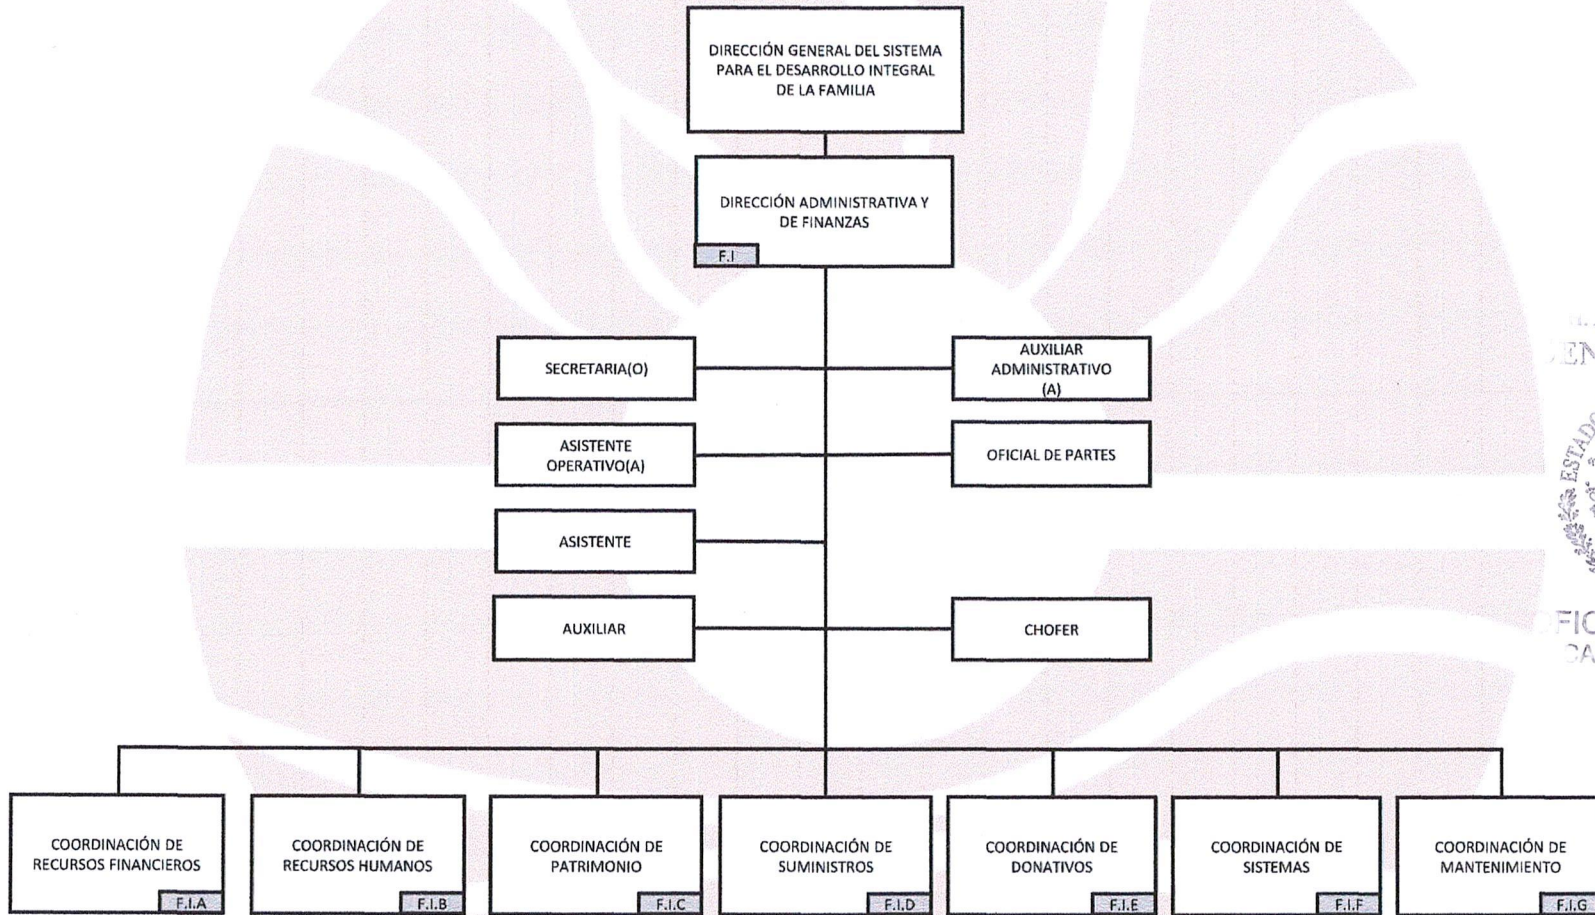 DIRECCIÓN GENERAL DEL SISTEMA
PARA EL DESARROLLO INTEGRAL
DE LA FAMILIA
DIRECCIÓN ADMINISTRATIVA Y
DE FINANZAS
F.I
SECRETARIA(O)
AUXILIAR
ADMINISTRATIVO
(A)
ASISTENTE
OPERATIVO(A)
OFICIAL DE PARTES
ASISTENTE
AUXILIAR
CHOFER
COORDINACIÓN DE
RECURSOS FINANCIEROS
F.I.A
COORDINACIÓN DE
RECURSOS HUMANOS
F.I.B
COORDINACIÓN DE
PATRIMONIO
F.I.C
COORDINACIÓN DE
SUMINISTROS
F.I.D
COORDINACIÓN DE
DONATIVOS
F.I.E
COORDINACIÓN DE
SISTEMAS
F.I.F
COORDINACIÓN DE
MANTENIMIENTO
F.I.G
ESTADO